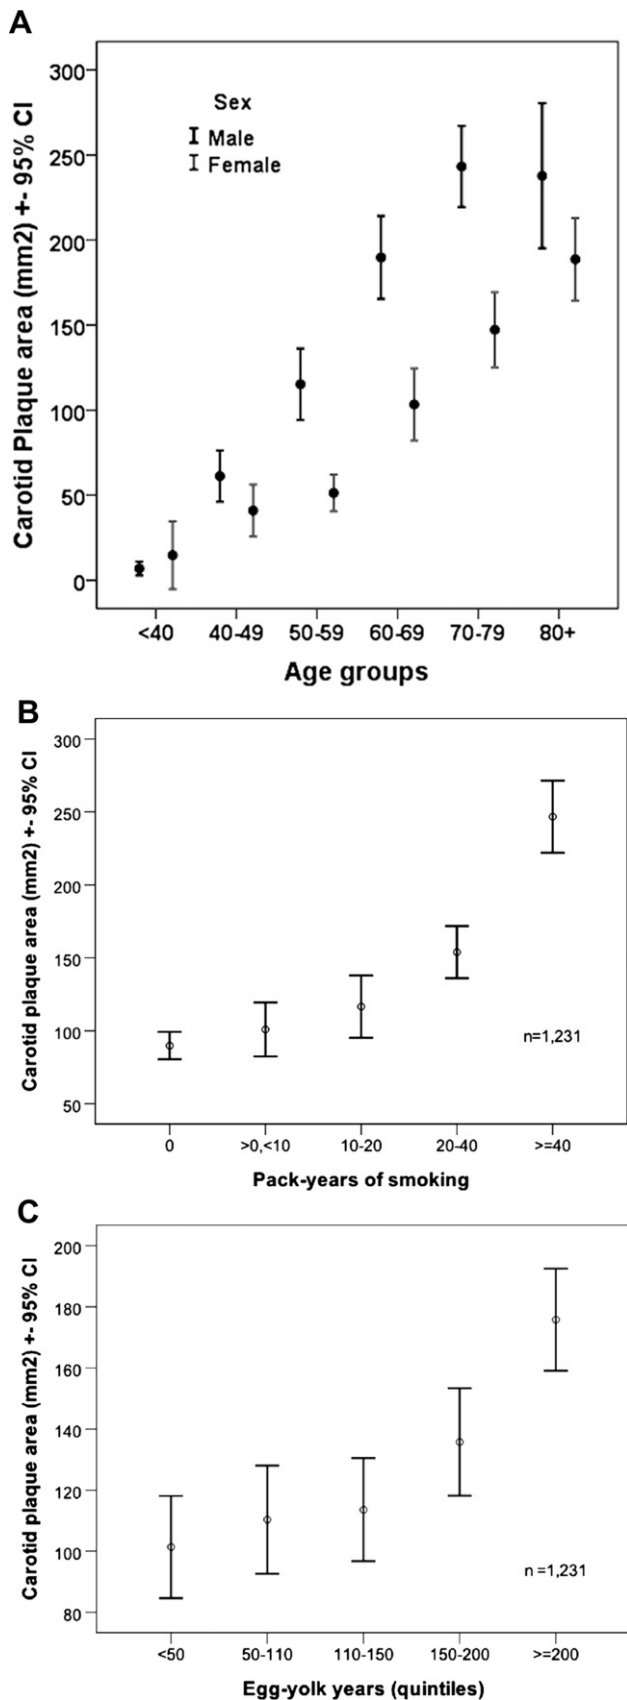 A
Carotid Plaque area (mm2) +- 95% CI
300
250
200
150
100
50
0
Sex
Male
Female
<40 40-49 50-59 60-69 70-79 80+
Age groups
B
Carotid plaque area (mm2) +- 95% CI
300
250
200
150
100
50
n=1,231
0 >0,<10 10-20 20-40 >=40
Pack-years of smoking
C
Carotid plaque area (mm2) +- 95% CI
200
180
160
140
120
100
80
n =1,231
<50 50-110 110-150 150-200 >=200
Egg-yolk years (quintiles)